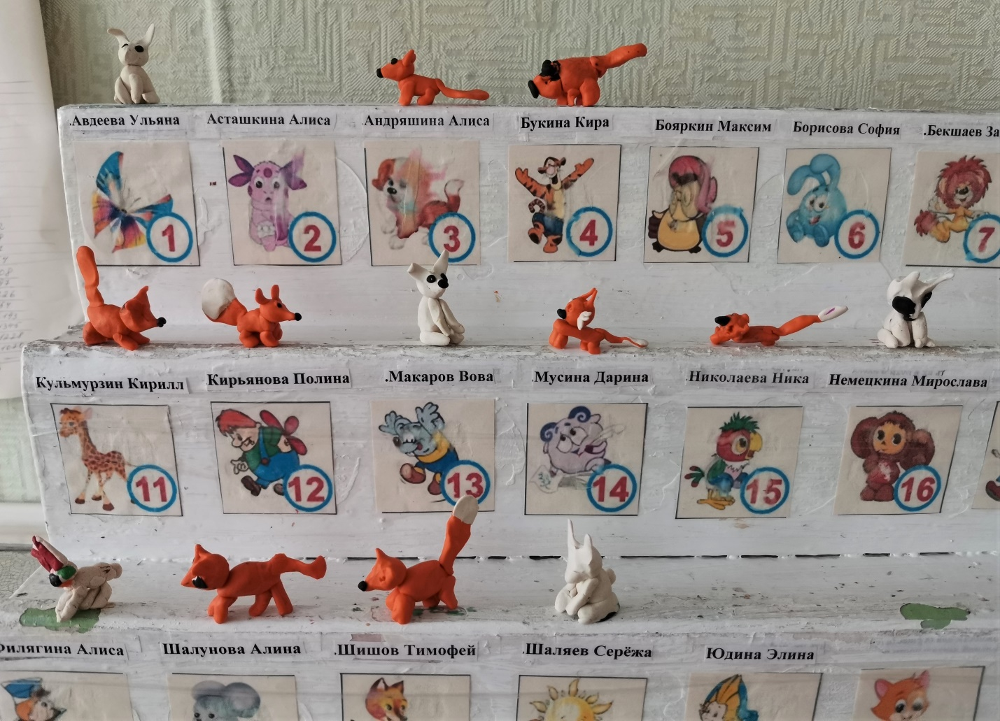 .Авдеева Ульяна
Асташкина Алиса
.Андряшина Алиса
Букина Кира
Бояркин Максим
Борисова София
.Бекшаев
1
2
3
4
5
6
7
Кульмурзин Кирилл
Кирьянова Полина
.Макаров Вова
.Мусина Дарина
.Николаева Ника
Немецкина Мирослава
11
12
13
14
15
16
Алиса
Шалунова Алина
.Шишов Тимофей
.Шаляев Серёжа
Юдина Элина